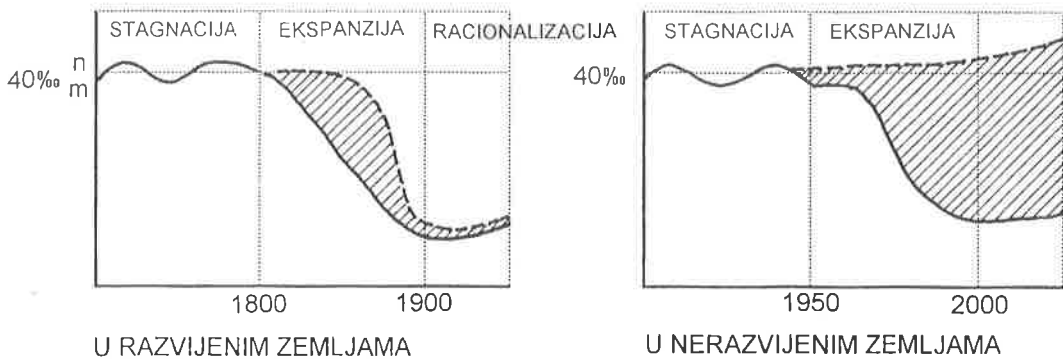 STAGNACIJA EKSPANZIJA RACIONALIZACIJA
n
40‰
m
1800 1900
U RAZVIJENIM ZEMLJAMA
STAGNACIJA EKSPANZIJA
40‰
1950 2000
U NERAZVIJENIM ZEMLJAMA